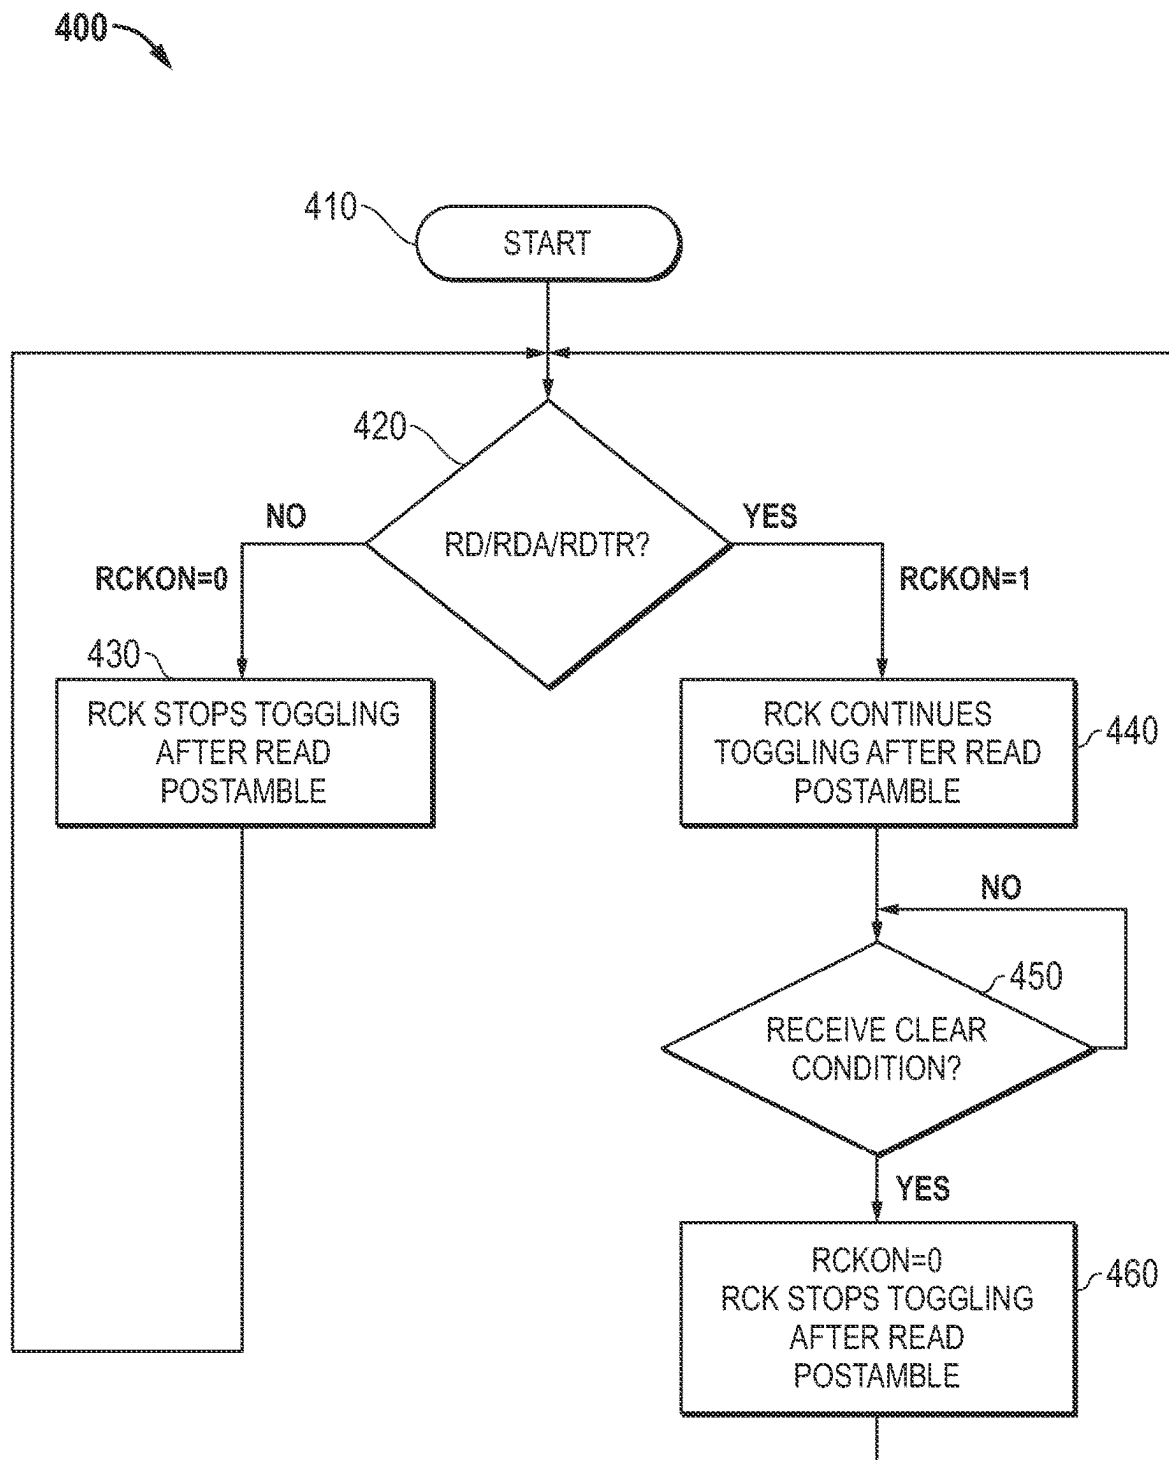 400
410
START
420
NO
RD/RDA/RDTR?
YES
RCKON=0
RCKON=1
430
RCK STOPS TOGGLING
AFTER READ
POSTAMBLE
RCK CONTINUES
TOGGLING AFTER READ
POSTAMBLE
440
NO
450
RECEIVE CLEAR
CONDITION?
YES
RCKON=0
RCK STOPS TOGGLING
AFTER READ
POSTAMBLE
460